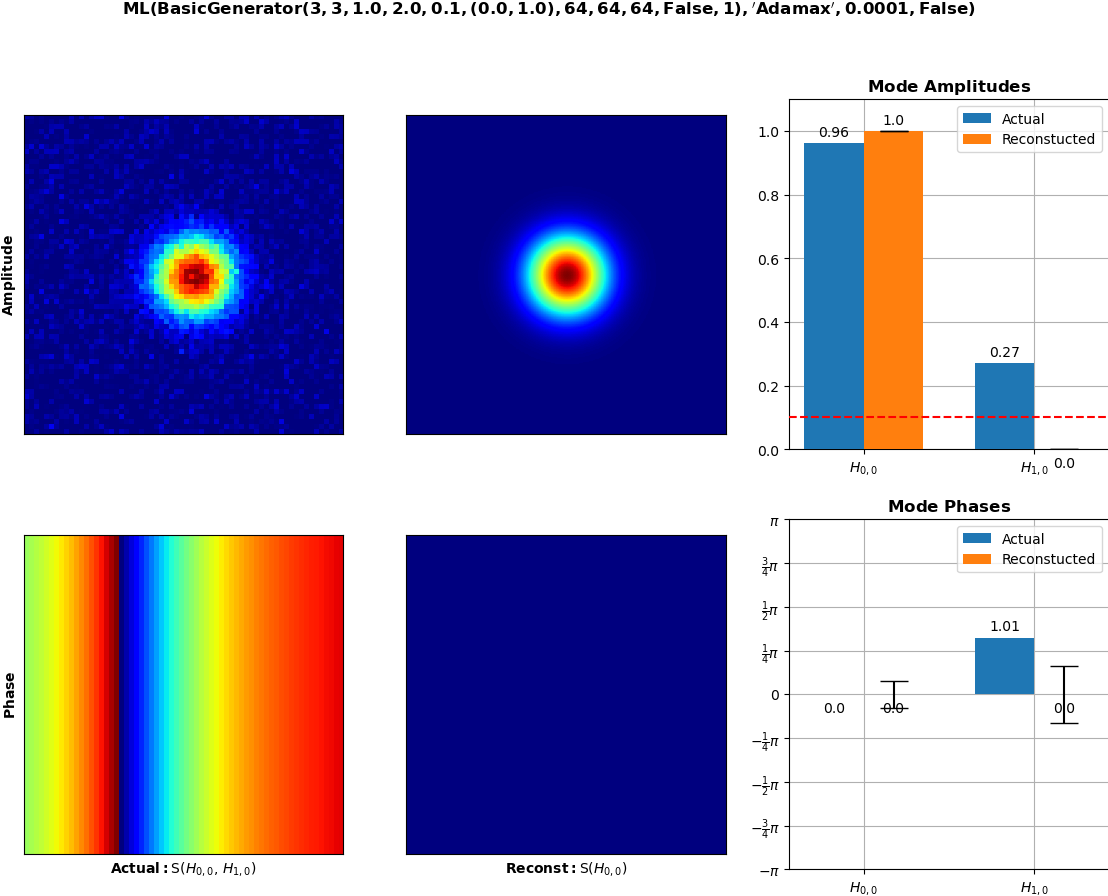 ML(BasicGenerator(3, 3, 1.0, 2.0, 0.1, (0.0, 1.0), 64, 64, 64, False, 1), ′Adamax′, 0.0001, False)
Amplitude
Mode Amplitudes
Actual
Reconstucted
0.96
1.0
0.27
0.0
1.0
0.8
0.6
0.4
0.2
0.0
H0, 0
H1, 0
Phase
Actual: S(H0, 0, H1, 0)
Reconst: S(H0, 0)
Mode Phases
Actual
Reconstucted
0.0
0.0
1.01
0.0
π
3/4π
1/2π
1/4π
0
−1/4π
−1/2π
−3/4π
−π
H0, 0
H1, 0